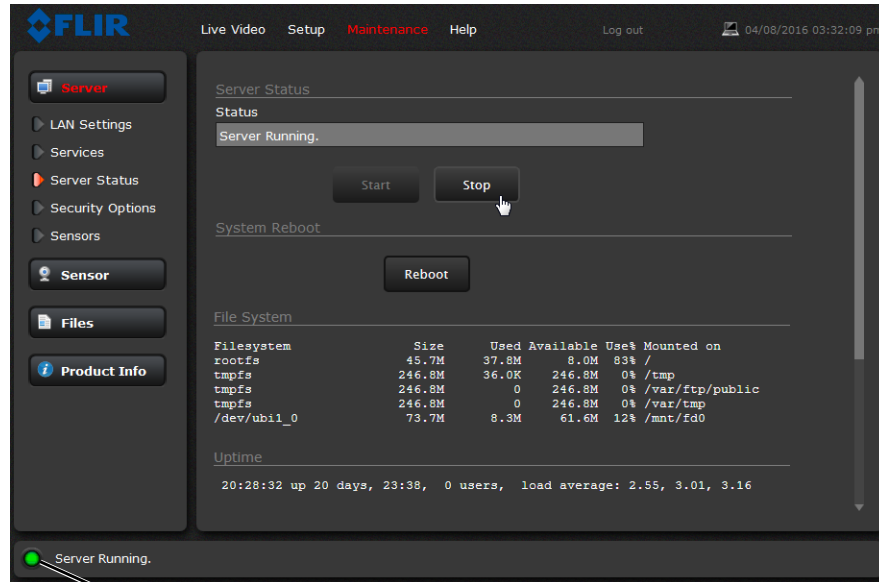 FLIR
Live Video Setup Maintenance Help Log out 04/08/2016 03:32:09 pm
Server
LAN Settings
Services
Server Status
Security Options
Sensors
Sensor
Files
Product Info
Server Status
Status
Server Running.
Start Stop
System Reboot
Reboot
File System
Filesystem Size Used Available Use% Mounted on
rootfs 45.7M 37.8M 8.0M 83% /
tmpfs 246.8M 36.0K 246.8M 0% /tmp
tmpfs 246.8M 0 246.8M 0% /var/ftp/public
tmpfs 246.8M 0 246.8M 0% /var/tmp
/dev/ubi1_0 73.7M 8.3M 61.6M 12% /mnt/fd0
Uptime
20:28:32 up 20 days, 23:38, 0 users, load average: 2.55, 3.01, 3.16
Server Running.